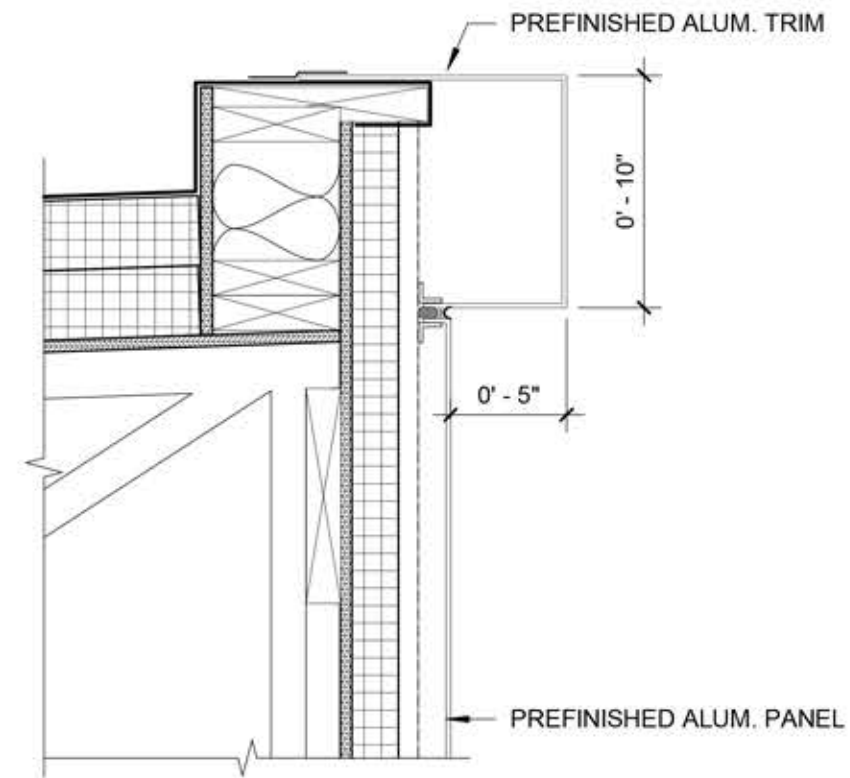 PREFINISHED ALUM. TRIM
0' - 10"
0' - 5"
PREFINISHED ALUM. PANEL